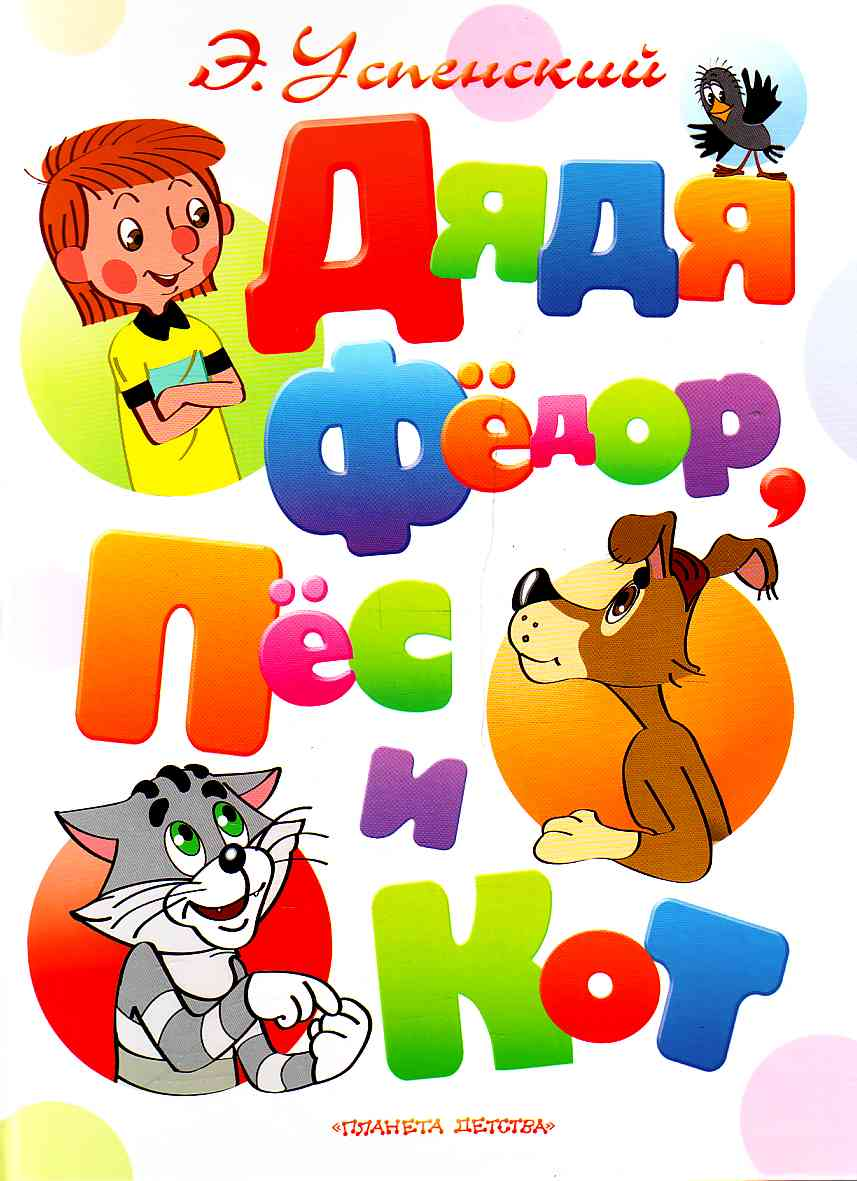 Э. Успенский
Дядя
Фёдор,
Пёс
и
Кот
«ПЛАНЕТА ДЕТСТВА»